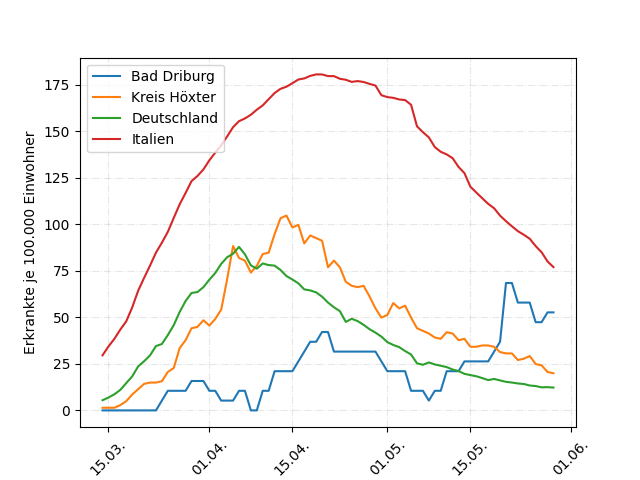 Bad Driburg
Kreis Höxter
Deutschland
Italien
Erkrankte je 100.000 Einwohner
175
150
125
100
75
50
25
0
15.03.
01.04.
15.04.
01.05.
15.05.
01.06.